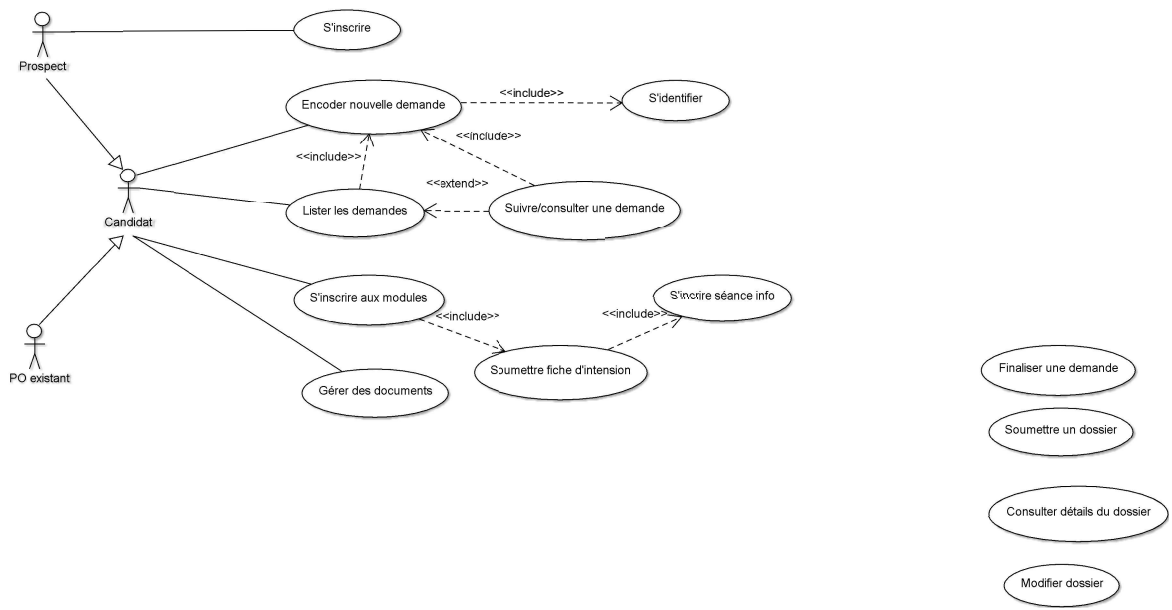 S'inscrire
Prospect
Encoder nouvelle demande
<<include>>
S'identifier
<<include>>
<<include>>
<<extend>>
Lister les demandes
Suivre/consulter une demande
Candidat
S'inscrire aux modules
S'incrire séance info
<<include>>
<<include>>
Soumettre fiche d'intension
PO existant
Gérer des documents
Finaliser une demande
Soumettre un dossier
Consulter détails du dossier
Modifier dossier